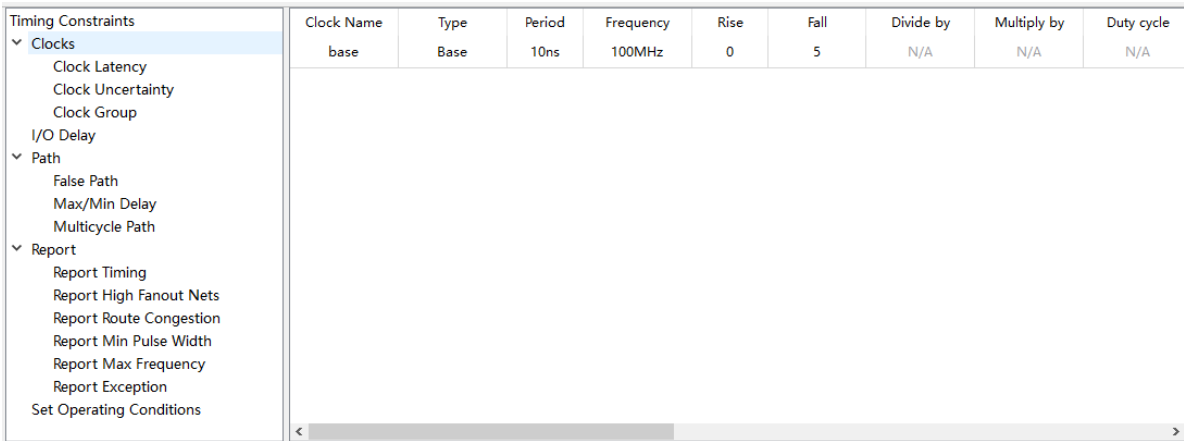 Timing Constraints
Clocks
Clock Latency
Clock Uncertainty
Clock Group
I/O Delay
Path
False Path
Max/Min Delay
Multicycle Path
Report
Report Timing
Report High Fanout Nets
Report Route Congestion
Report Min Pulse Width
Report Max Frequency
Report Exception
Set Operating Conditions
Clock Name Type Period Frequency Rise Fall Divide by Multiply by Duty cycle
base Base 10ns 100MHz 0 5 N/A N/A N/A